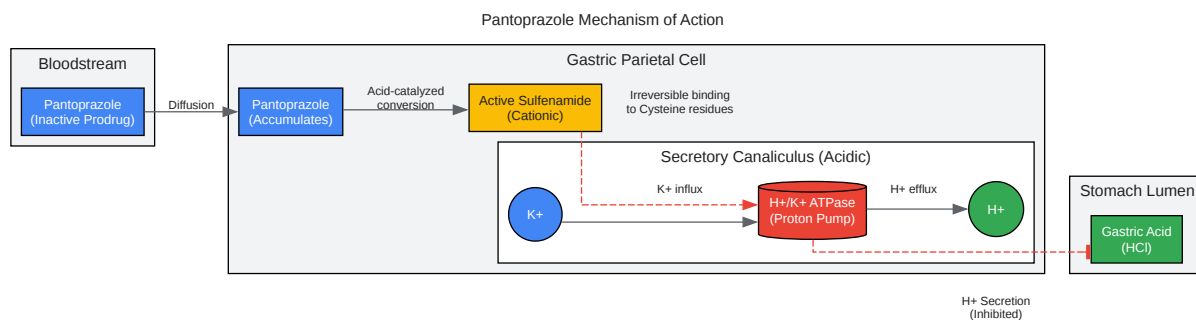 Pantoprazole Mechanism of Action
Bloodstream
Pantoprazole
(Inactive Prodrug)
Diffusion
Gastric Parietal Cell
Pantoprazole
(Accumulates)
Acid-catalyzed
conversion
Active Sulfenamide
(Cationic)
Irreversible binding
to Cysteine residues
Secretory Canaliculus (Acidic)
K+
K+ influx
H+/K+ ATPase
(Proton Pump)
H+ efflux
H+
Stomach Lumen
Gastric Acid
(HCl)
H+ Secretion
(Inhibited)